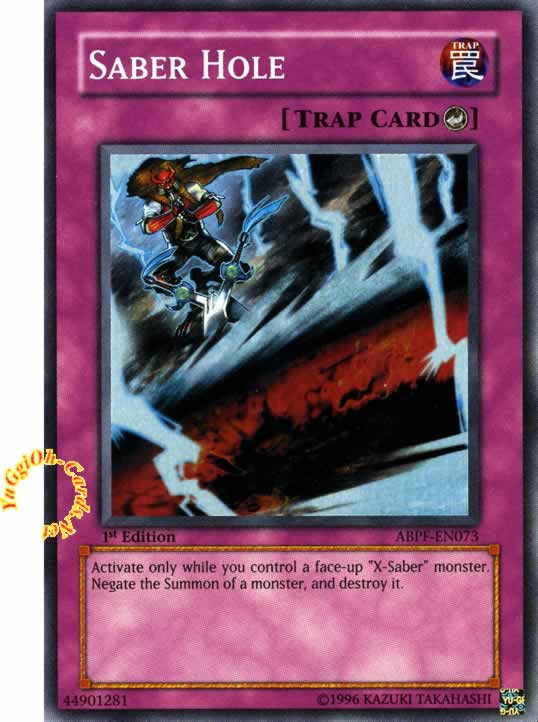 SABER HOLE
TRAP
罠
[TRAP CARD]
YuGgiOh-Cards.Net
1st Edition
ABPF-EN073
Activate only while you control a face-up "X-Saber" monster.
Negate the Summon of a monster, and destroy it.
44901281
©1996 KAZUKI TAKAHASHI